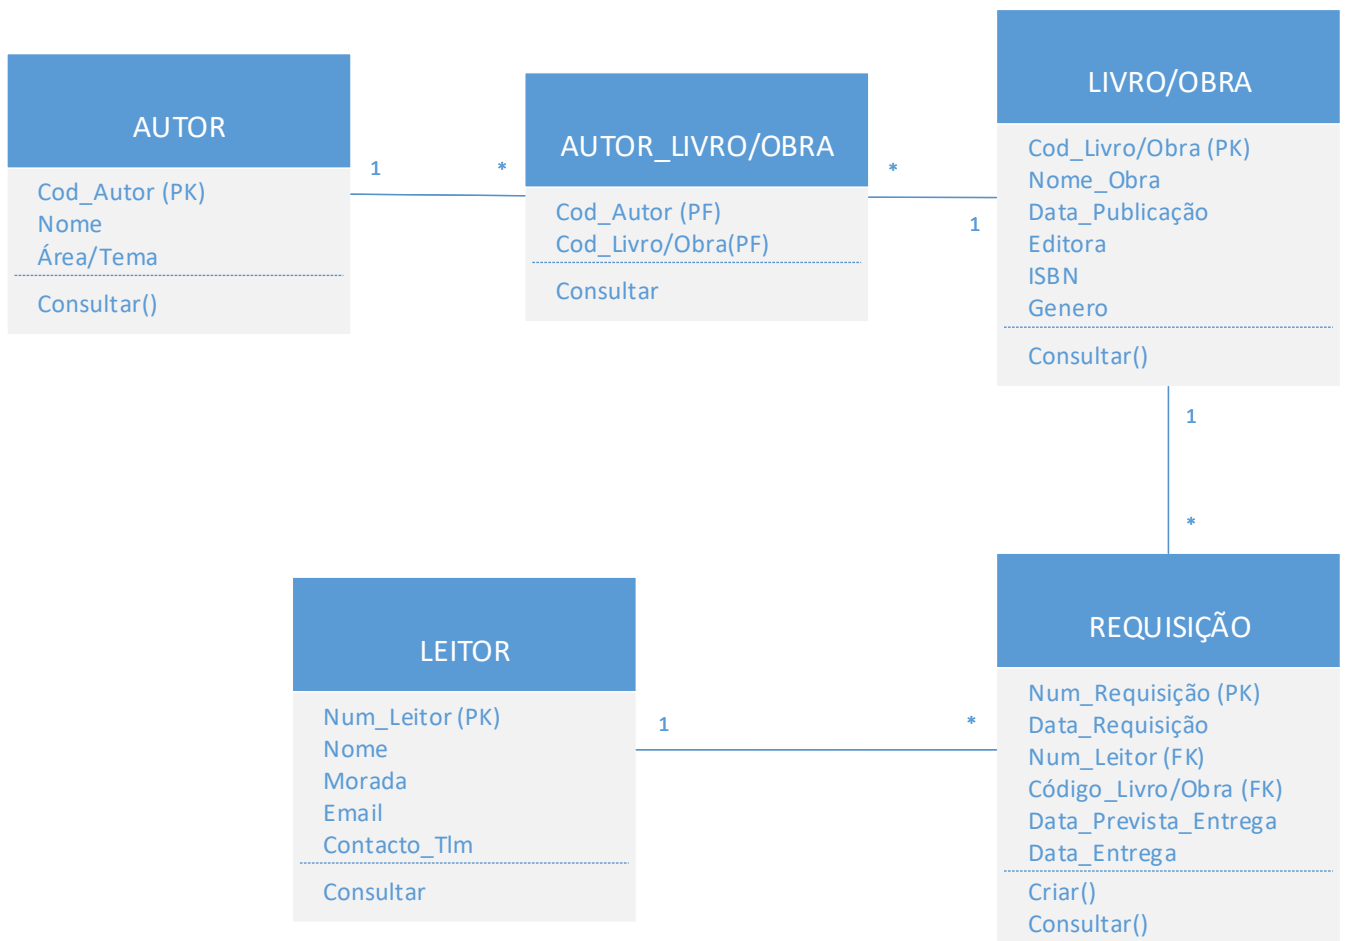 AUTOR
Cod_Autor (PK)
Nome
Área/Tema
Consultar()
1
*
AUTOR_LIVRO/OBRA
Cod_Autor (PF)
Cod_Livro/Obra(PF)
Consultar
*
1
LIVRO/OBRA
Cod_Livro/Obra (PK)
Nome_Obra
Data_Publicação
Editora
ISBN
Genero
Consultar()
1
*
LEITOR
Num_Leitor (PK)
Nome
Morada
Email
Contacto_Tlm
Consultar
1
*
REQUISIÇÃO
Num_Requisição (PK)
Data_Requisição
Num_Leitor (FK)
Código_Livro/Obra (FK)
Data_Prevista_Entrega
Data_Entrega
Criar()
Consultar()